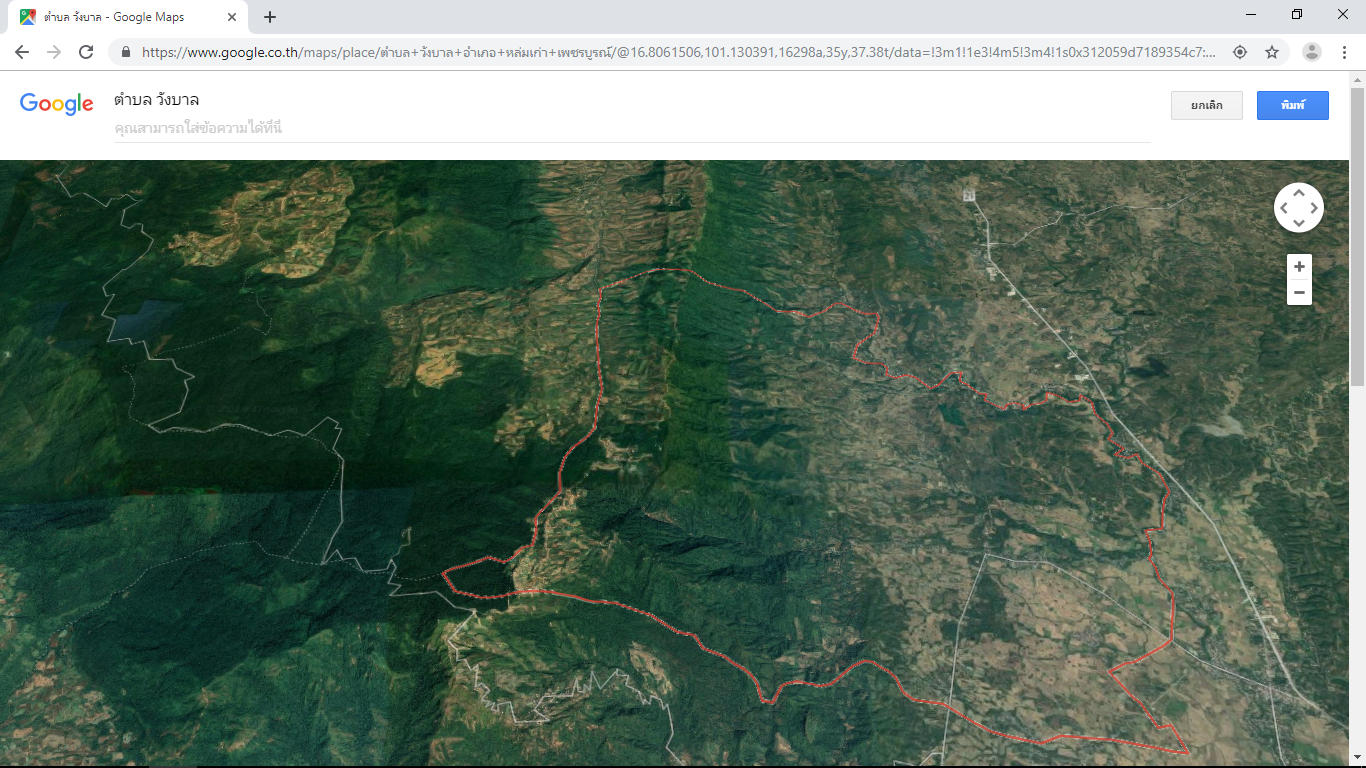 ตำบล วังบาล - Google Maps
https://www.google.co.th/maps/place/ตำบล+วังบาล+อำเภอ+หล่มเก่า+เพชรบูรณ์/@16.8061506,101.130391,16298a,35y,37.38t/data=!3m1!1e3!4m5!3m4!1s0x312059d7189354c7:...
Google
ตำบล วังบาล
ยกเลิก
พิมพ์
คุณสามารถใส่ข้อความได้ที่นี่
21